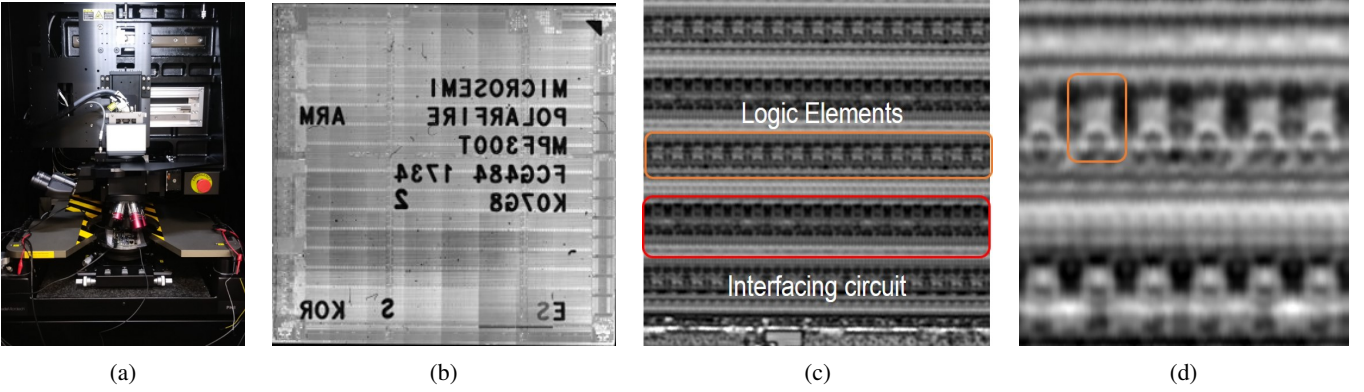 MICROSEMI
POLARFIRE ARM
MPF300T
FCG484 1734
K07G8 2
ES S KOR
Logic Elements
Interfacing circuit
(a) (b) (c) (d)